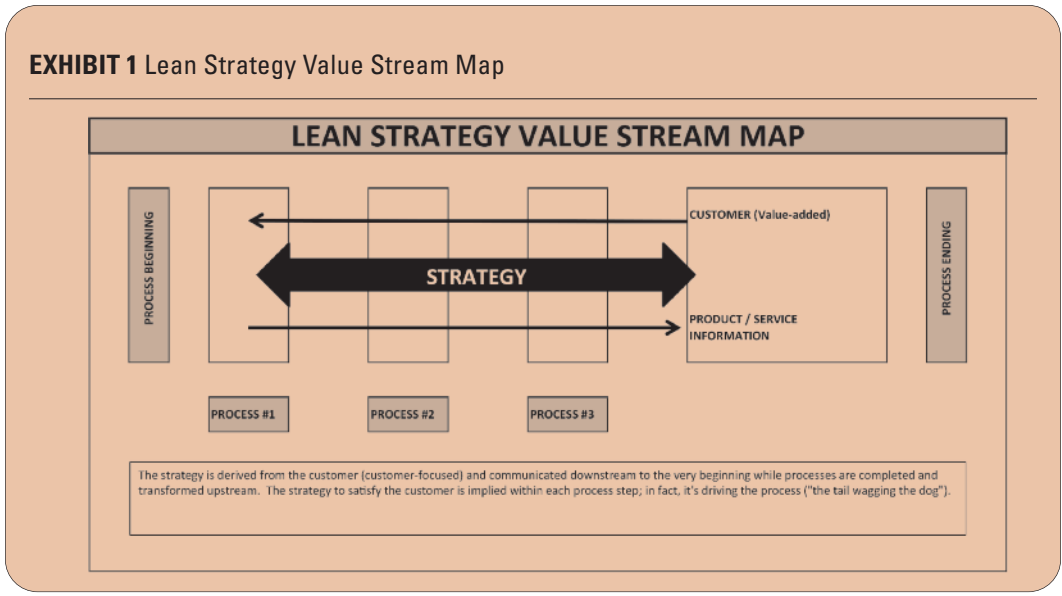 EXHIBIT 1 Lean Strategy Value Stream Map
LEAN STRATEGY VALUE STREAM MAP
PROCESS BEGINNING
CUSTOMER (Value-added)
STRATEGY
PRODUCT / SERVICE
INFORMATION
PROCESS ENDING
PROCESS #1
PROCESS #2
PROCESS #3
The strategy is derived from the customer (customer-focused) and communicated downstream to the very beginning while processes are completed and
transformed upstream. The strategy to satisfy the customer is implied within each process step; in fact, it's driving the process ("the tail wagging the dog").